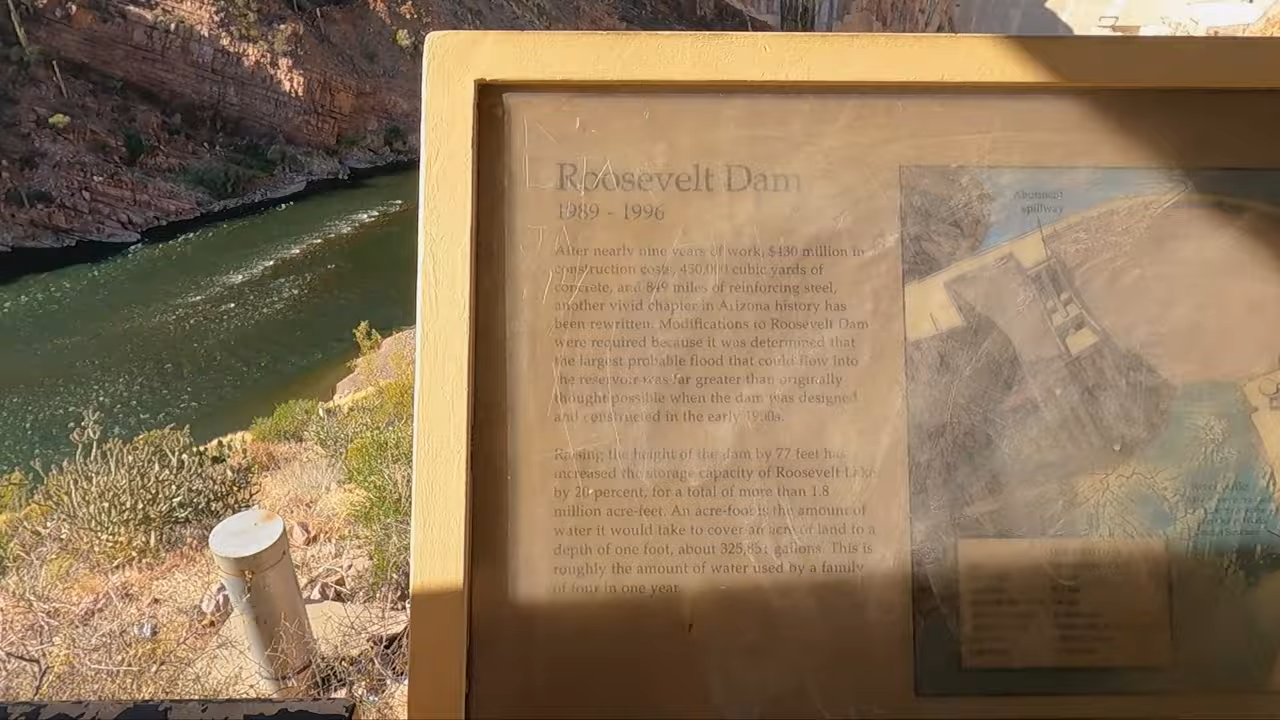 Roosevelt Dam
1989 - 1996
After nearly nine years of work, $430 million in
construction costs, 450,000 cubic yards of
concrete, and 849 miles of reinforcing steel,
another vivid chapter in Arizona history has
been rewritten. Modifications to Roosevelt Dam
were required because it was determined that
the largest probable flood that could flow into
the reservoir was far greater than originally
thought possible when the dam was designed
and constructed in the early 1900s.
Raising the height of the dam by 77 feet has
increased the storage capacity of Roosevelt Lake
by 20 percent, for a total of more than 1.8
million acre-feet. An acre-foot is the amount of
water it would take to cover an acre of land to a
depth of one foot, about 325,851 gallons. This is
roughly the amount of water used by a family
of four in one year.
Abutment
spillway